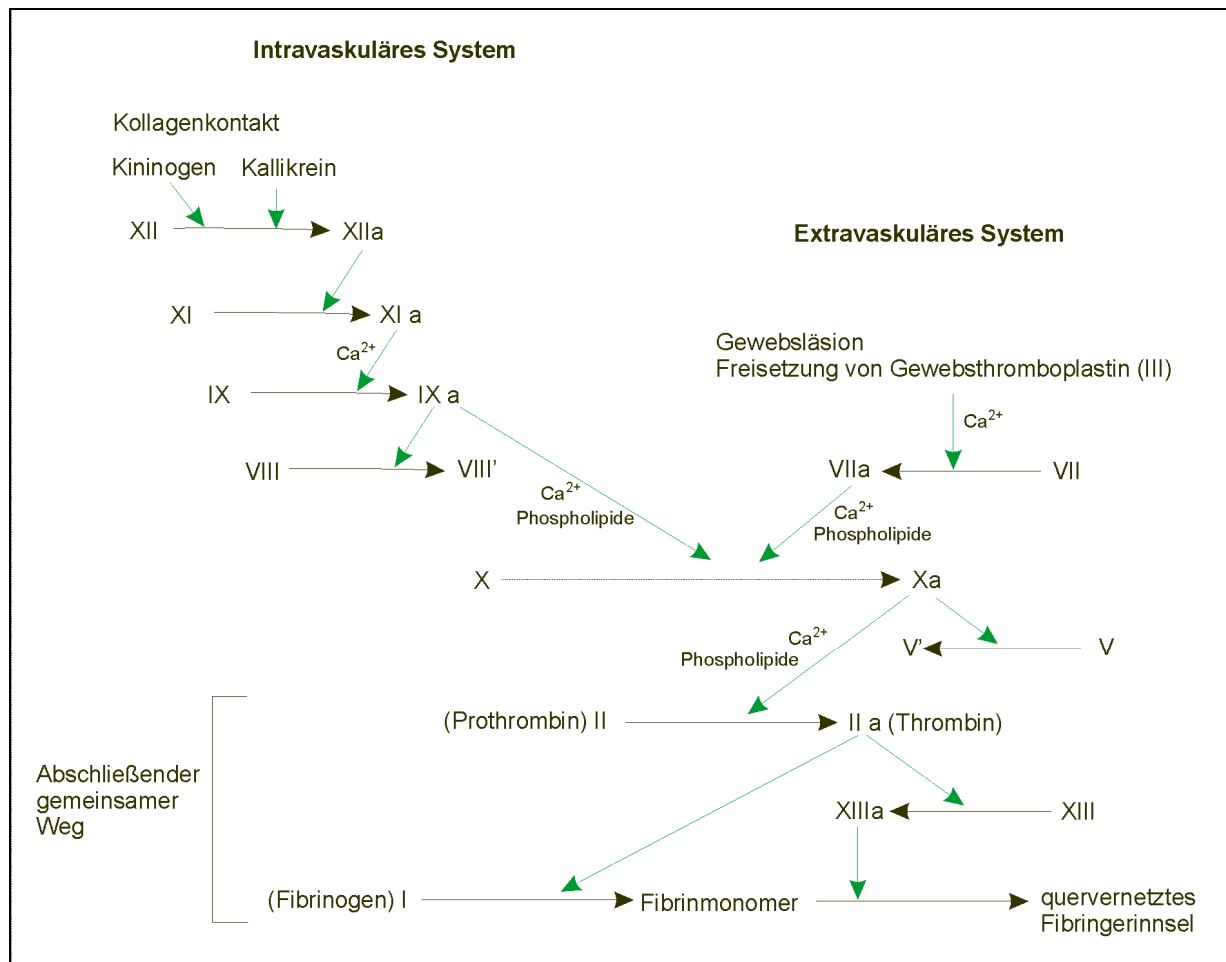 Intravaskuläres System
Kollagenkontakt
Kininogen Kallikrein
XII XIIa
Extravaskuläres System
XI XI a
Gewebsläsion
Freisetzung von Gewebsthromboplastin (III)
Ca²⁺
IX IX a
Ca²⁺
VIII VIII'
VIIa VII
Ca²⁺
Phospholipide
Ca²⁺
Phospholipide
X Xa
Ca²⁺
Phospholipide
V' V
(Prothrombin) II II a (Thrombin)
Abschließender
gemeinsamer
Weg
XIIIa XIII
(Fibrinogen) I Fibrinmonomer quervernetztes
Fibringerinnsel